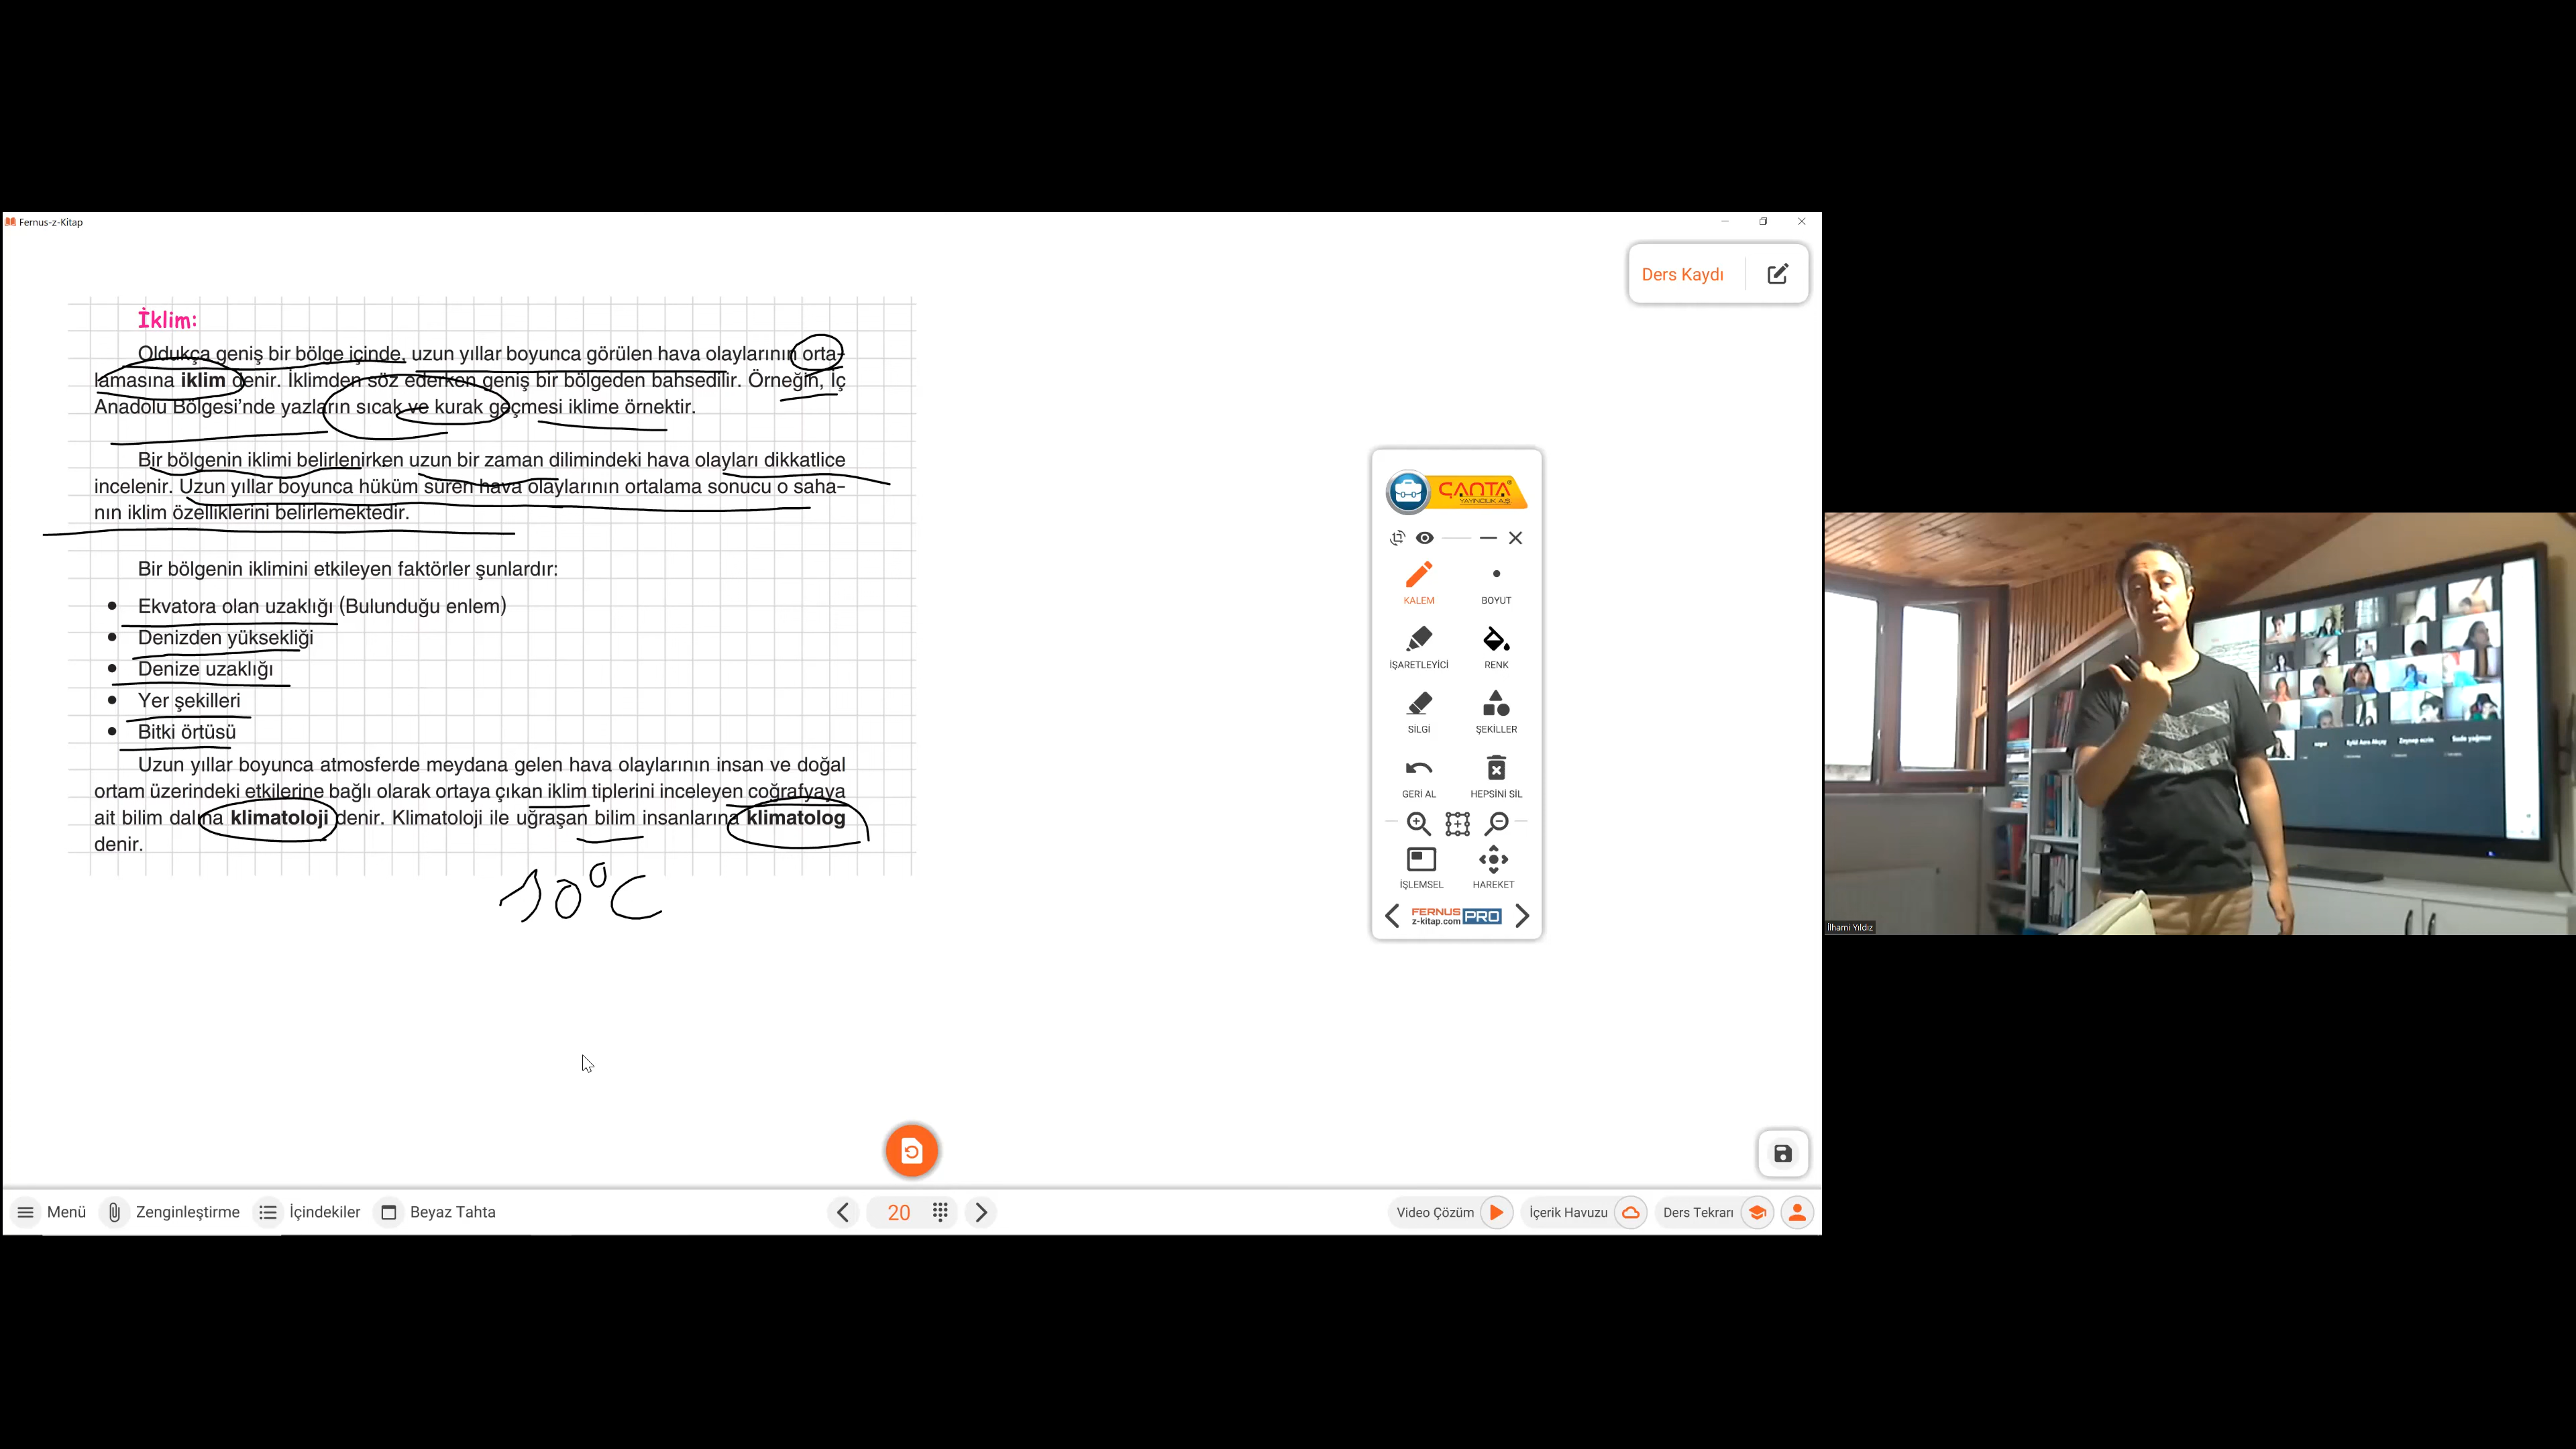 Fernus-z-Kitap
Ders Kaydı
İklim:
Oldukça geniş bir bölge içinde, uzun yıllar boyunca görülen hava olaylarının orta-
lamasına iklim denir. İklimden söz ederken geniş bir bölgeden bahsedilir. Örneğin, İç
Anadolu Bölgesi'nde yazların sıcak ve kurak geçmesi iklime örnektir.
Bir bölgenin iklimi belirlenirken uzun bir zaman dilimindeki hava olayları dikkatlice
incelenir. Uzun yıllar boyunca hüküm süren hava olaylarının ortalama sonucu o saha-
nın iklim özelliklerini belirlemektedir.
Bir bölgenin iklimini etkileyen faktörler şunlardır:
• Ekvatora olan uzaklığı (Bulunduğu enlem)
• Denizden yüksekliği
• Denize uzaklığı
• Yer şekilleri
• Bitki örtüsü
Uzun yıllar boyunca atmosferde meydana gelen hava olaylarının insan ve doğal
ortam üzerindeki etkilerine bağlı olarak ortaya çıkan iklim tiplerini inceleyen coğrafyaya
ait bilim dalına klimatoloji denir. Klimatoloji ile uğraşan bilim insanlarına klimatolog
denir.
10°C
ÇANTA
YAYINCILIK A.Ş.
KALEM BOYUT
İŞARETLEYİCİ RENK
SİLGİ ŞEKİLLER
GERİ AL HEPSİNİ SİL
İŞLEMSEL HAREKET
FERNUS
z-kitap.com PRO
İlhami Yıldız
Menü Zenginleştirme İçindekiler Beyaz Tahta 20 Video Çözüm İçerik Havuzu Ders Tekrarı